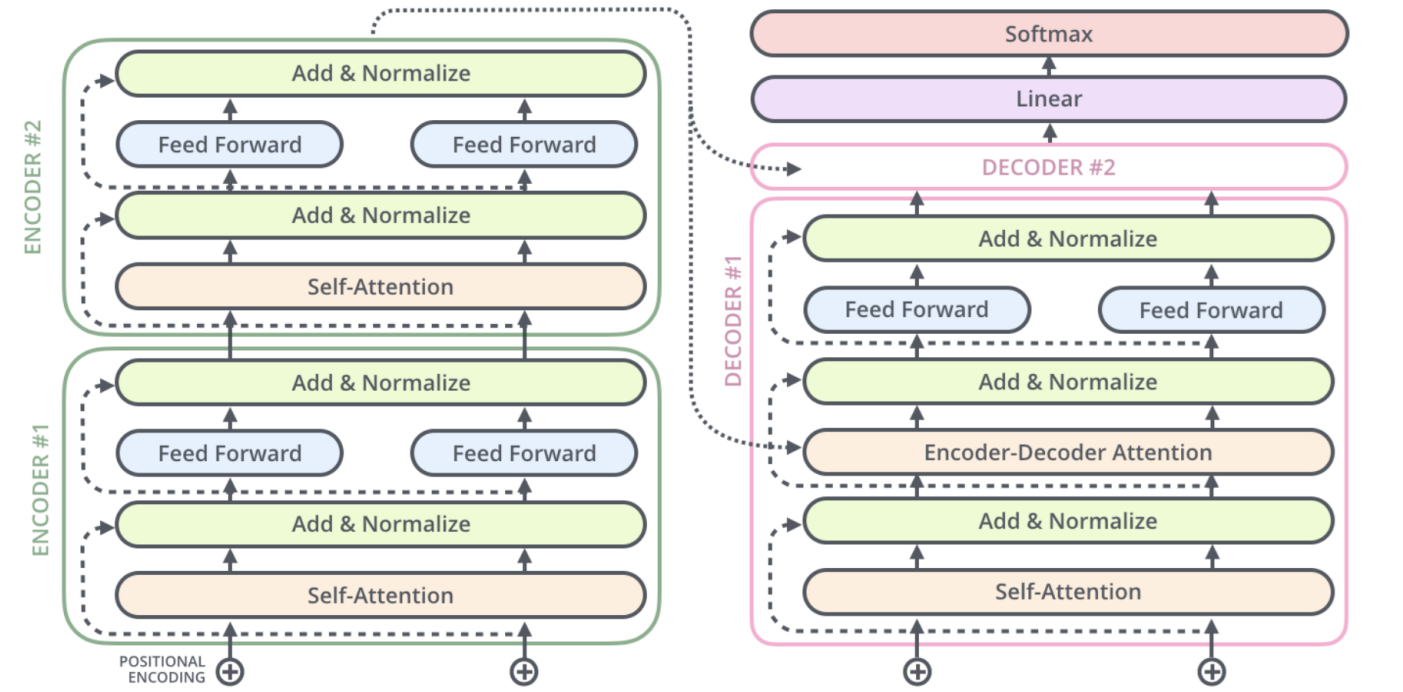 ENCODER #2
Add & Normalize
Feed Forward
Feed Forward
Add & Normalize
Self-Attention
ENCODER #1
Add & Normalize
Feed Forward
Feed Forward
Add & Normalize
Self-Attention
POSITIONAL
ENCODING
Softmax
Linear
DECODER #2
DECODER #1
Add & Normalize
Feed Forward
Feed Forward
Add & Normalize
Encoder-Decoder Attention
Add & Normalize
Self-Attention